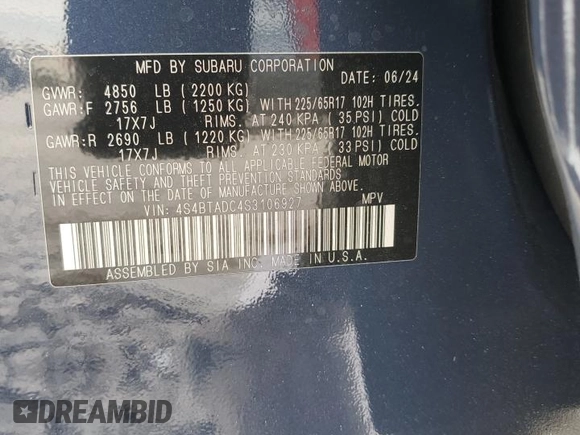 MFD BY SUBARU CORPORATION
GVWR: 4850 LB (2200 KG) DATE: 06/24
GAWR:F 2756 LB (1250 KG) WITH 225/65R17 102H TIRES.
17X7J RIMS. AT 240 KPA (35 PSI) COLD
GAWR:R 2690 LB (1220 KG) WITH 225/65R17 102H TIRES.
17X7J RIMS. AT 230 KPA (33 PSI) COLD
THIS VEHICLE CONFORMS TO ALL APPLICABLE FEDERAL MOTOR
VEHICLE SAFETY AND THEFT PREVENTION STANDARDS
IN EFFECT ON THE DATE OF MANUFACTURE SHOWN ABOVE.
VIN: 4S4BTADC4S3106927 MPV
ASSEMBLED BY SIA INC. MADE IN U.S.A.
DREAMBID